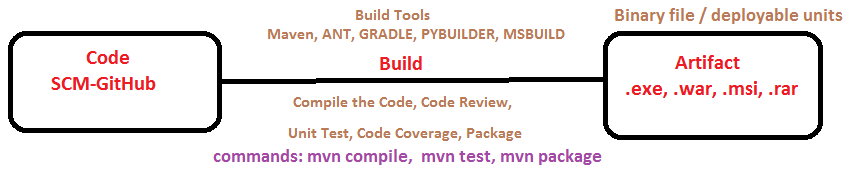 Build Tools
Maven, ANT, GRADLE, PYBUILDER, MSBUILD
Binary file / deployable units
Code
SCM-GitHub
Build
Artifact
.exe, .war, .msi, .rar
Compile the Code, Code Review,
Unit Test, Code Coverage, Package
commands: mvn compile,  mvn test, mvn package